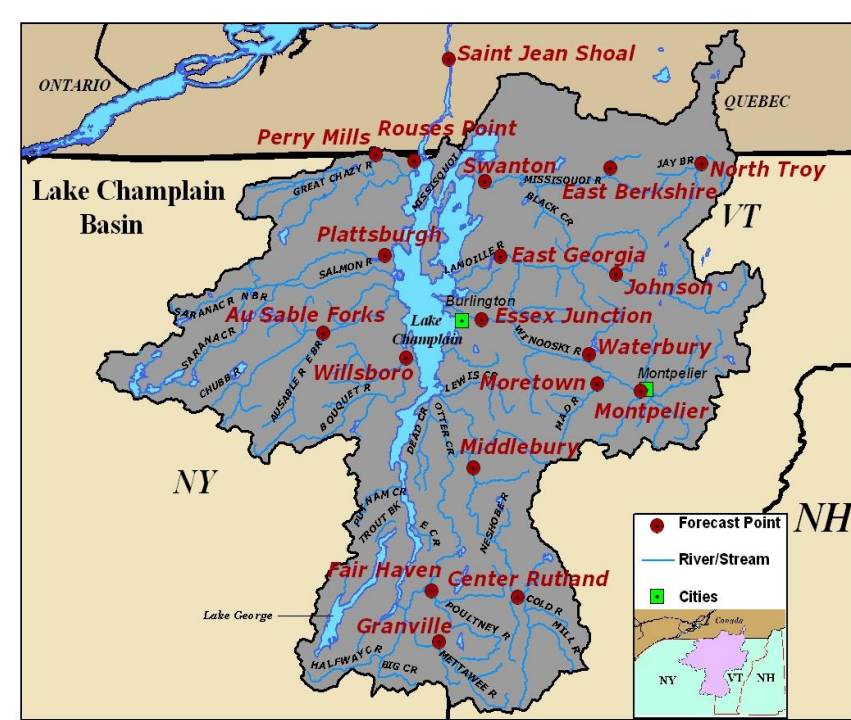 Saint Jean Shoal
ONTARIO
QUEBEC
Perry Mills
Rouses Point
GREAT CHAZY R
MISSISQUOI
Swanton
MISSISQUOI R
JAY BR
North Troy
East Berkshire
Lake Champlain
Basin
BLACK CR
VT
Plattsburgh
SALMON R
LAMOILLE R
East Georgia
Johnson
SARANAC R N BR
Burlington
Au Sable Forks
Lake
Champlain
Essex Junction
SARANAC R
WINOOSKI R
Waterbury
CHUBB R
AUSABLE R E BR
Willsboro
LEWIS CR
Moretown
Montpelier
Montpelier
BOUQUET R
DEAD CR
OTTER CR
MAD R
Middlebury
NY
PUTNAM CR
TROUT BK
E CR
NESHOBE R
NH
Forecast Point
River/Stream
Cities
Fair Haven
Center Rutland
COLD R
Lake George
POULTNEY R
MILL R
Granville
HALFWAY CR
BIG CR
METTAWEE R
Canada
NY
VT
NH